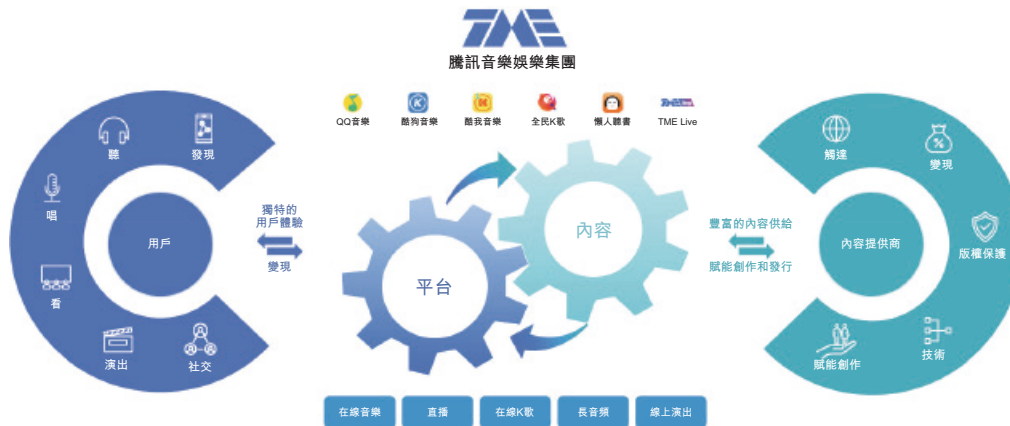 TME
騰訊音樂娛樂集團
QQ音樂
酷狗音樂
酷我音樂
全民K歌
懶人聽書
TME Live
發現
聽
唱
看
演出
社交
用戶
獨特的
用戶體驗
變現
平台
內容
豐富的內容供給
賦能創作和發行
內容提供商
觸達
變現
版權保護
技術
賦能創作
在線音樂
直播
在線K歌
長音頻
線上演出